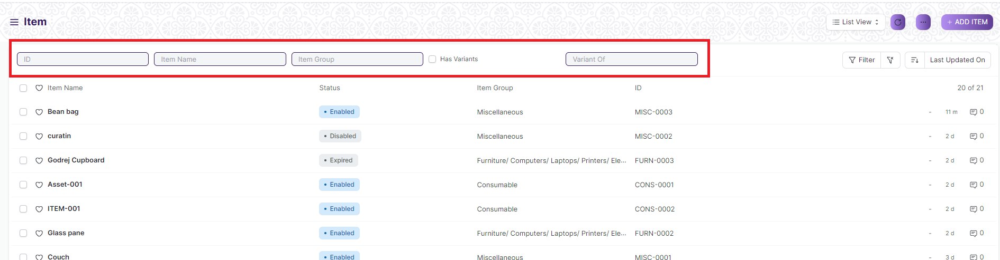 Item
List View
ADD ITEM
ID
Item Name
Item Group
Has Variants
Variant Of
Filter
Last Updated On
Item Name Status Item Group ID 20 of 21
Bean bag Enabled Miscellaneous MISC-0003 - 11 m 0
curatin Disabled Miscellaneous MISC-0002 - 2 d 0
Godrej Cupboard Expired Furniture/ Computers/ Laptops/ Printers/ Ele... FURN-0003 - 2 d 0
Asset-001 Enabled Consumable CONS-0001 - 2 d 0
ITEM-001 Enabled Consumable CONS-0002 - 2 d 0
Glass pane Enabled Furniture/ Computers/ Laptops/ Printers/ Ele... FURN-0002 - 2 d 0
Couch Enabled Miscellaneous MISC-0001 - 3 d 0